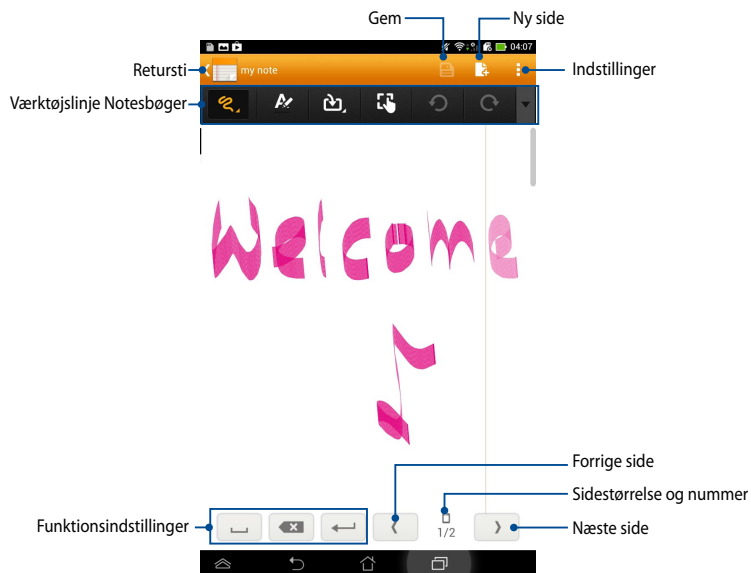 Gem
Ny side
04:07
Retursti
my note
Indstillinger
Værktøjslinje Notesbøger
Welcome
Forrige side
Sidestørrelse og nummer
Funktionsindstillinger
1/2
Næste side